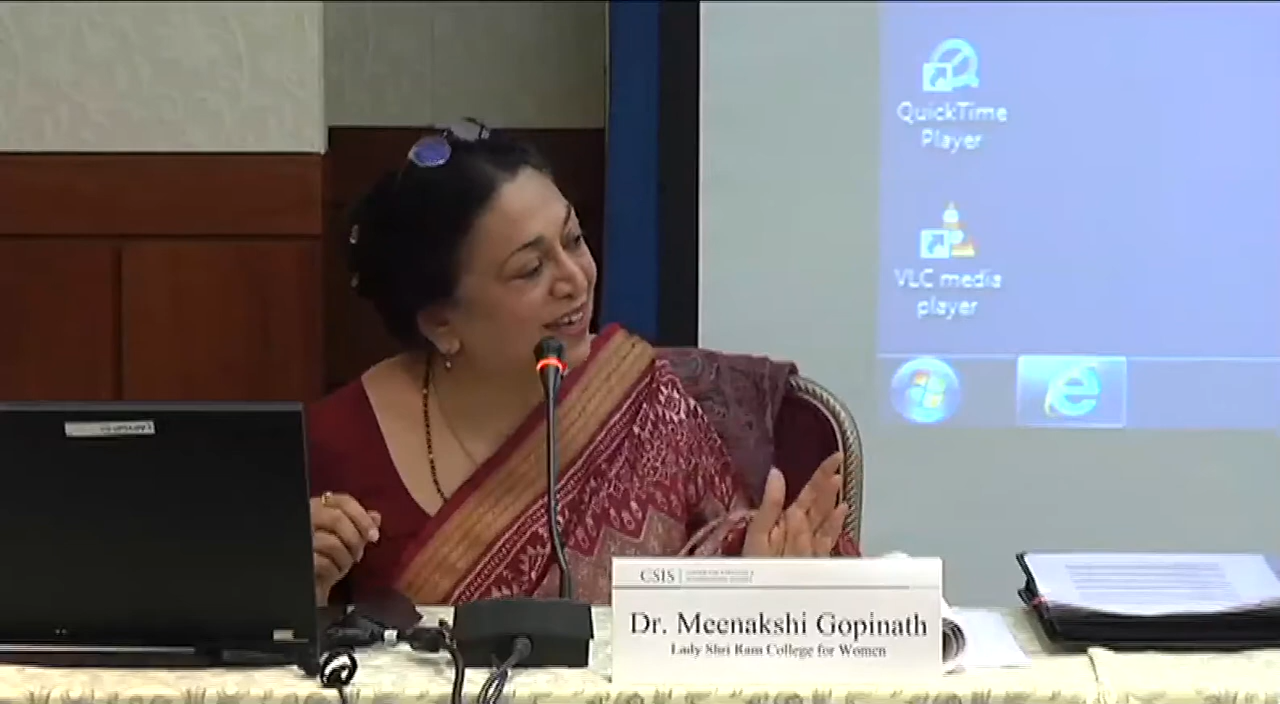 QuickTime
Player
VLC media
player
CSIS
Dr. Meenakshi Gopinath
Lady Shri Ram College for Women